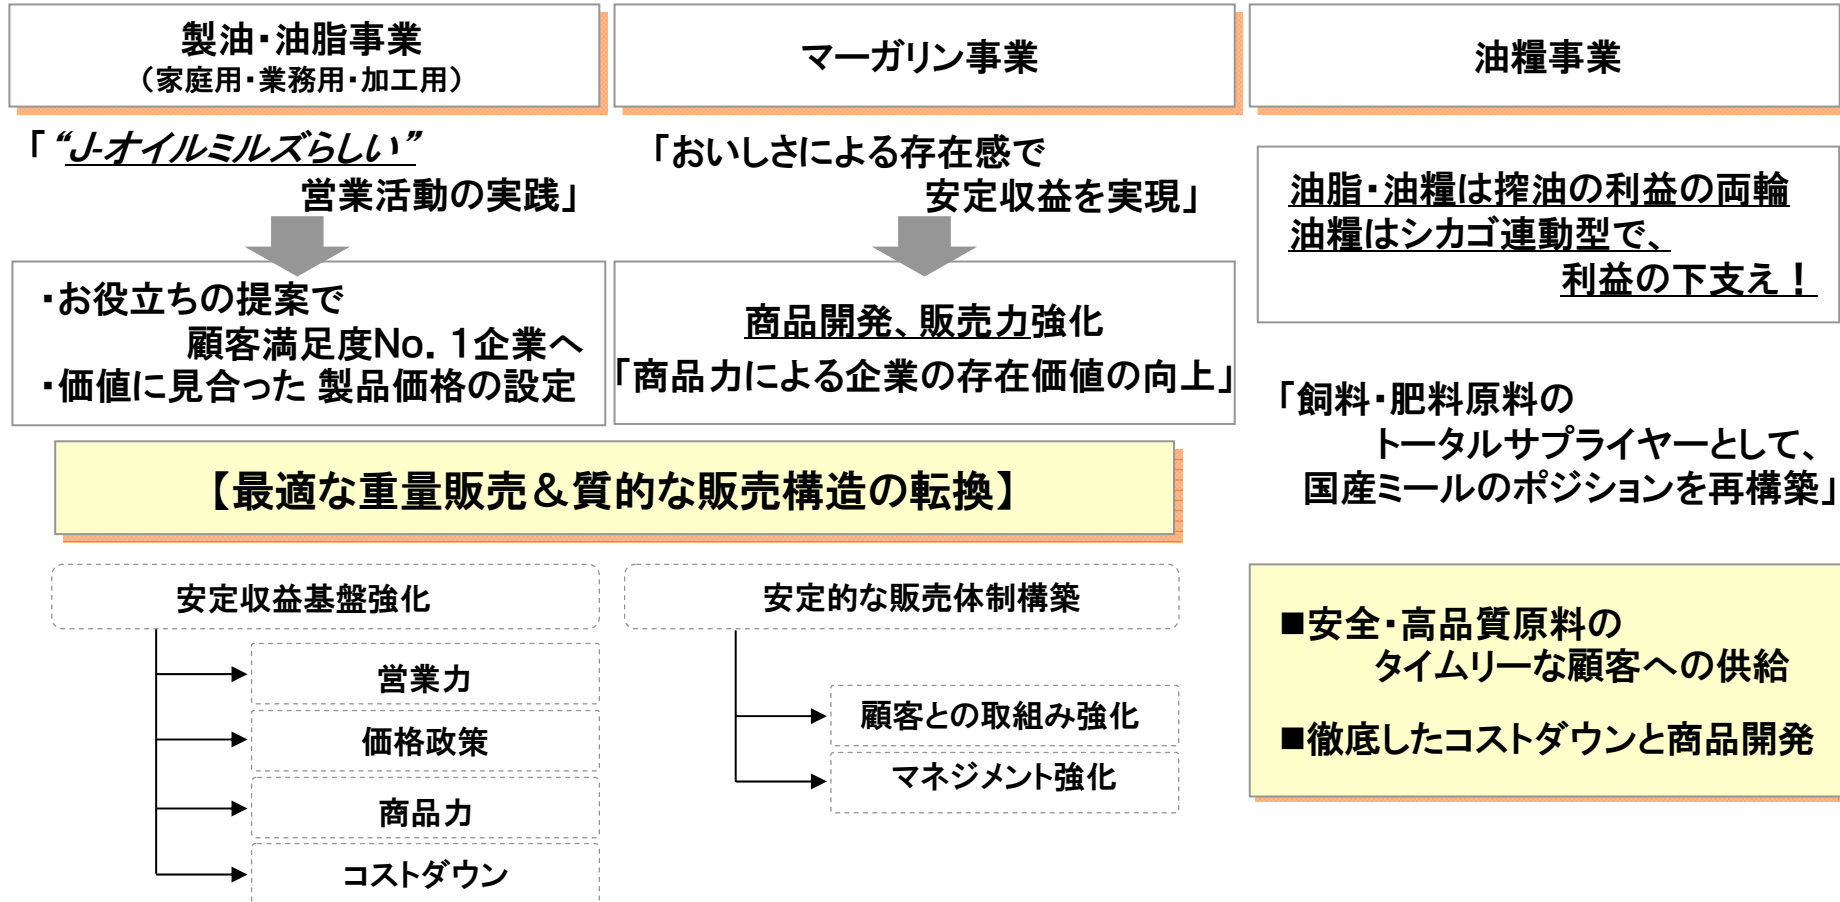 製油・油脂事業
（家庭用・業務用・加工用）
「“J-オイルミルズらしい”
営業活動の実践」
・お役立ちの提案で
顧客満足度No．1企業へ
・価値に見合った 製品価格の設定
マーガリン事業
「おいしさによる存在感で
安定収益を実現」
商品開発、販売力強化
「商品力による企業の存在価値の向上」
【最適な重量販売＆質的な販売構造の転換】
安定収益基盤強化
営業力
価格政策
商品力
コストダウン
安定的な販売体制構築
顧客との取組み強化
マネジメント強化
油糧事業
油脂・油糧は搾油の利益の両輪
油糧はシカゴ連動型で、
利益の下支え！
「飼料・肥料原料の
トータルサプライヤーとして、
国産ミールのポジションを再構築」
■安全・高品質原料の
タイムリーな顧客への供給
■徹底したコストダウンと商品開発